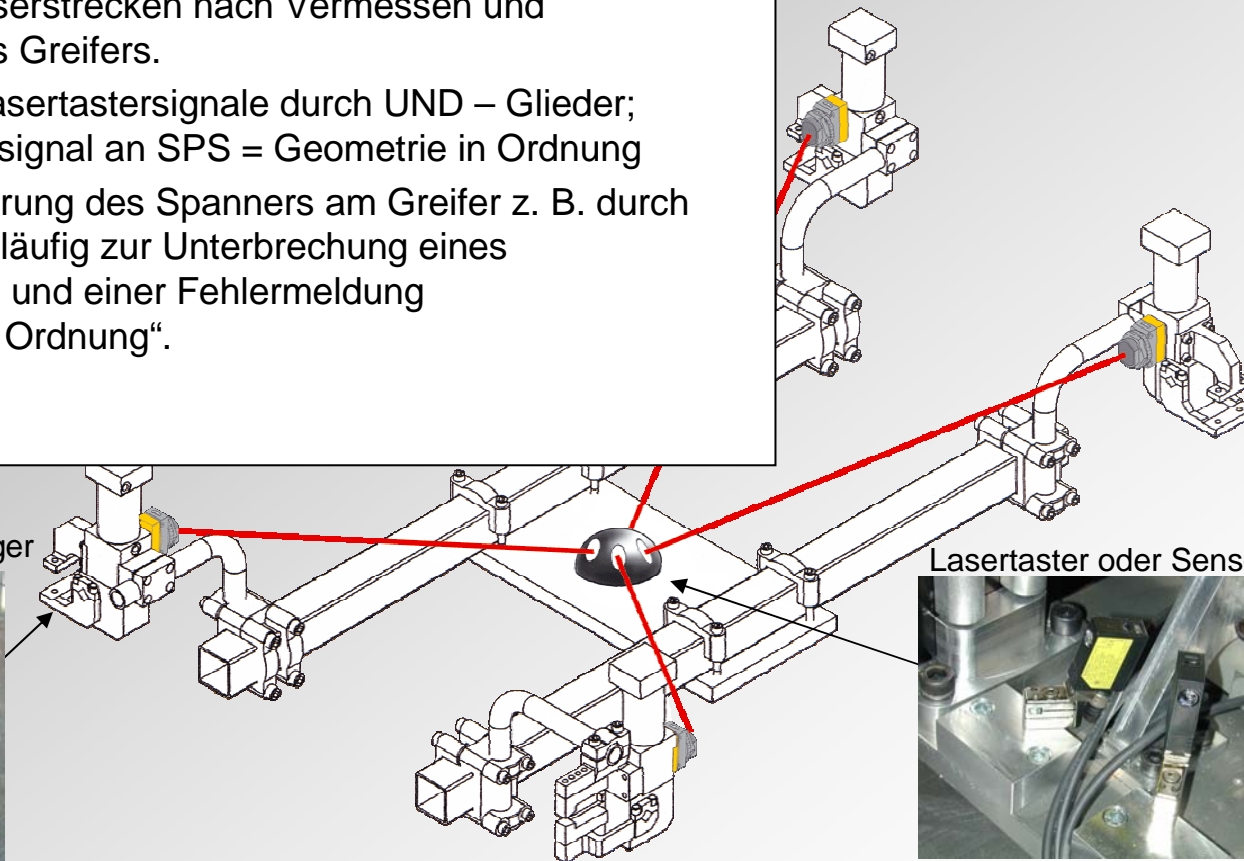 serstrecken nach Vermessen und
s Greifers.
asertastersignale durch UND – Glieder;
signal an SPS = Geometrie in Ordnung
rung des Spanners am Greifer z. B. durch
läufig zur Unterbrechung eines
und einer Fehlermeldung
Ordnung“.
ger
Lasertaster oder Sens